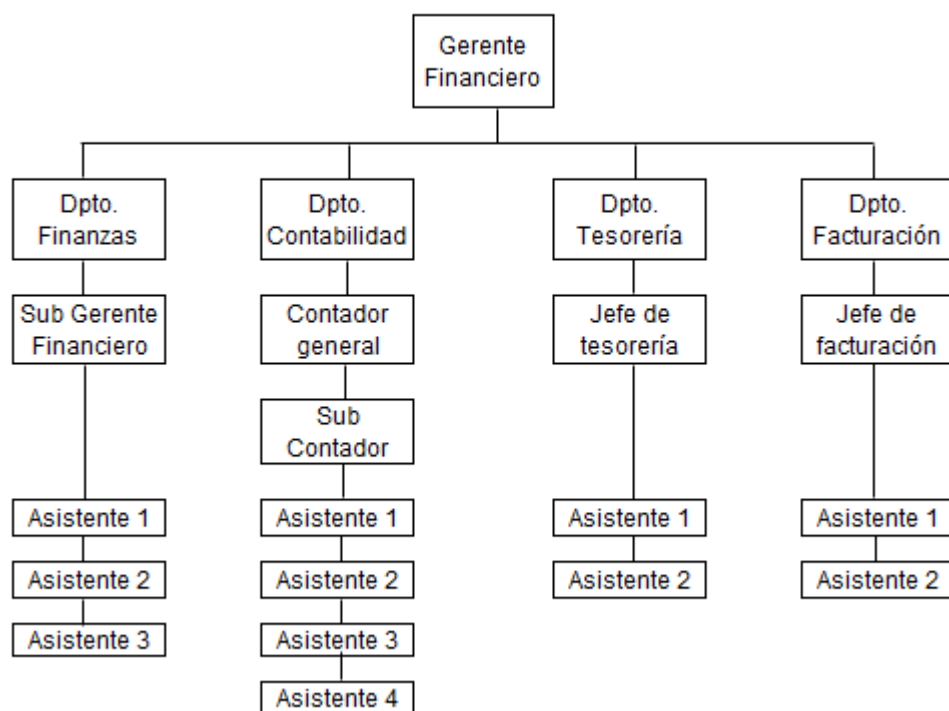 Gerente
Financiero
Dpto.
Finanzas
Dpto.
Contabilidad
Dpto.
Tesorería
Dpto.
Facturación
Sub Gerente
Financiero
Contador
general
Jefe de
tesorería
Jefe de
facturación
Sub
Contador
Asistente 1
Asistente 1
Asistente 1
Asistente 1
Asistente 2
Asistente 2
Asistente 2
Asistente 2
Asistente 3
Asistente 3
Asistente 4